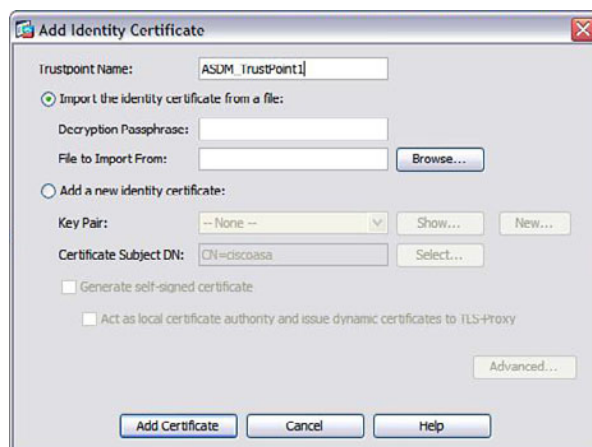 Add Identity Certificate
Trustpoint Name: ASDM_TrustPoint1
Import the identity certificate from a file:
Decryption Passphrase:
File to Import From: Browse...
Add a new identity certificate:
Key Pair: -- None -- Show... New...
Certificate Subject DN: CN=ciscoasa Select...
Generate self-signed certificate
Act as local certificate authority and issue dynamic certificates to TLS-Proxy
Advanced...
Add Certificate Cancel Help